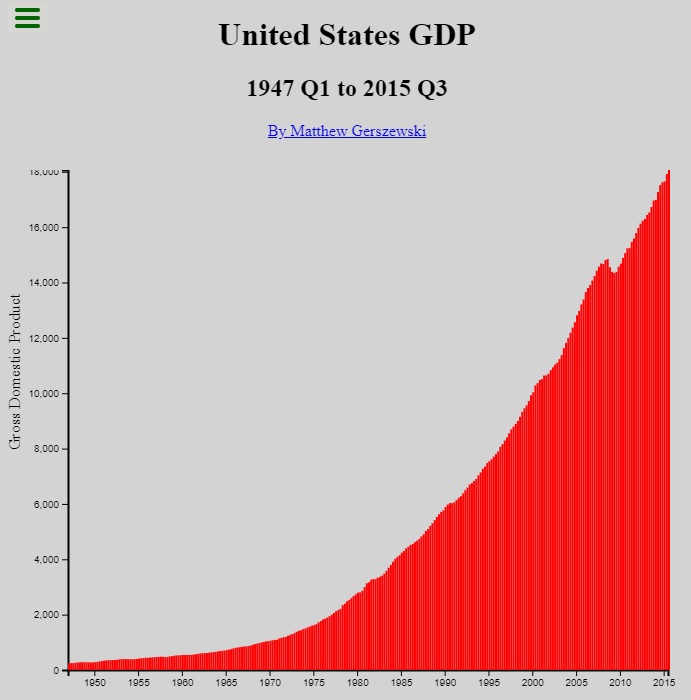 United States GDP
1947 Q1 to 2015 Q3
By Matthew Gerszewski
Gross Domestic Product
18,000
16,000
14,000
12,000
10,000
8,000
6,000
4,000
2,000
0
1950 1955 1960 1965 1970 1975 1980 1985 1990 1995 2000 2005 2010 2015